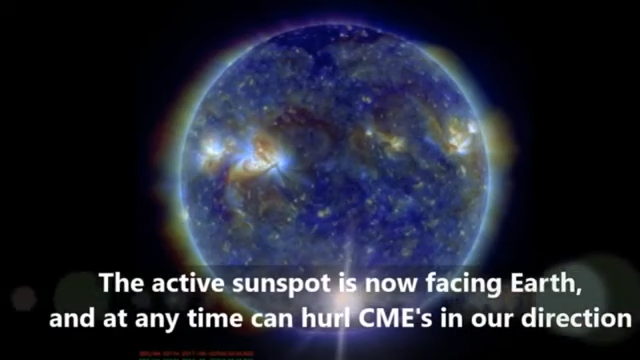 The active sunspot is now facing Earth,
and at any time can hurl CME's in our direction